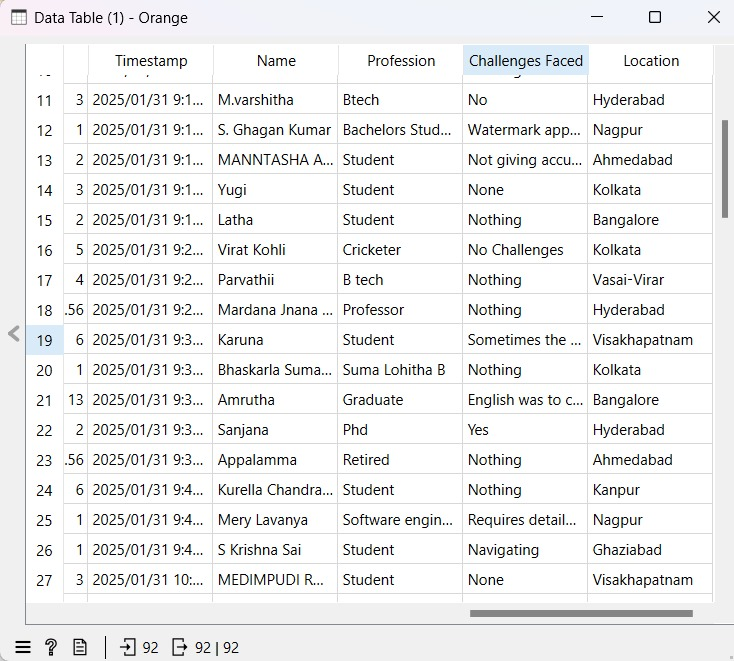 Data Table (1) - Orange
Timestamp Name Profession Challenges Faced Location
11 3 2025/01/31 9:1... M.varshitha Btech No Hyderabad
12 1 2025/01/31 9:1... S. Ghagan Kumar Bachelors Stud... Watermark app... Nagpur
13 2 2025/01/31 9:1... MANNTASHA A... Student Not giving accu... Ahmedabad
14 3 2025/01/31 9:1... Yugi Student None Kolkata
15 2 2025/01/31 9:1... Latha Student Nothing Bangalore
16 5 2025/01/31 9:2... Virat Kohli Cricketer No Challenges Kolkata
17 4 2025/01/31 9:2... Parvathii B tech Nothing Vasai-Virar
18 .56 2025/01/31 9:2... Mardana Jnana ... Professor Nothing Hyderabad
19 6 2025/01/31 9:3... Karuna Student Sometimes the ... Visakhapatnam
20 1 2025/01/31 9:3... Bhaskarla Suma... Suma Lohitha B Nothing Kolkata
21 13 2025/01/31 9:3... Amrutha Graduate English was to c... Bangalore
22 2 2025/01/31 9:3... Sanjana Phd Yes Hyderabad
23 .56 2025/01/31 9:3... Appalamma Retired Nothing Ahmedabad
24 6 2025/01/31 9:4... Kurella Chandra... Student Nothing Kanpur
25 1 2025/01/31 9:4... Mery Lavanya Software engin... Requires detail... Nagpur
26 1 2025/01/31 9:4... S Krishna Sai Student Navigating Ghaziabad
27 3 2025/01/31 10:... MEDIMPUDI R... Student None Visakhapatnam
? 92 92 | 92